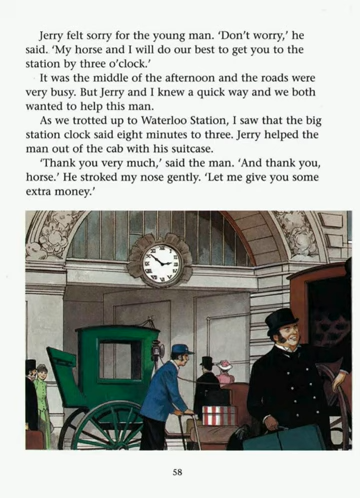 Jerry felt sorry for the young man. ‘Don’t worry,’ he
said. ‘My horse and I will do our best to get you to the
station by three o’clock.’
It was the middle of the afternoon and the roads were
very busy. But Jerry and I knew a quick way and we both
wanted to help this man.
As we trotted up to Waterloo Station, I saw that the big
station clock said eight minutes to three. Jerry helped the
man out of the cab with his suitcase.
‘Thank you very much,’ said the man. ‘And thank you,
horse.’ He stroked my nose gently. ‘Let me give you some
extra money.’
58